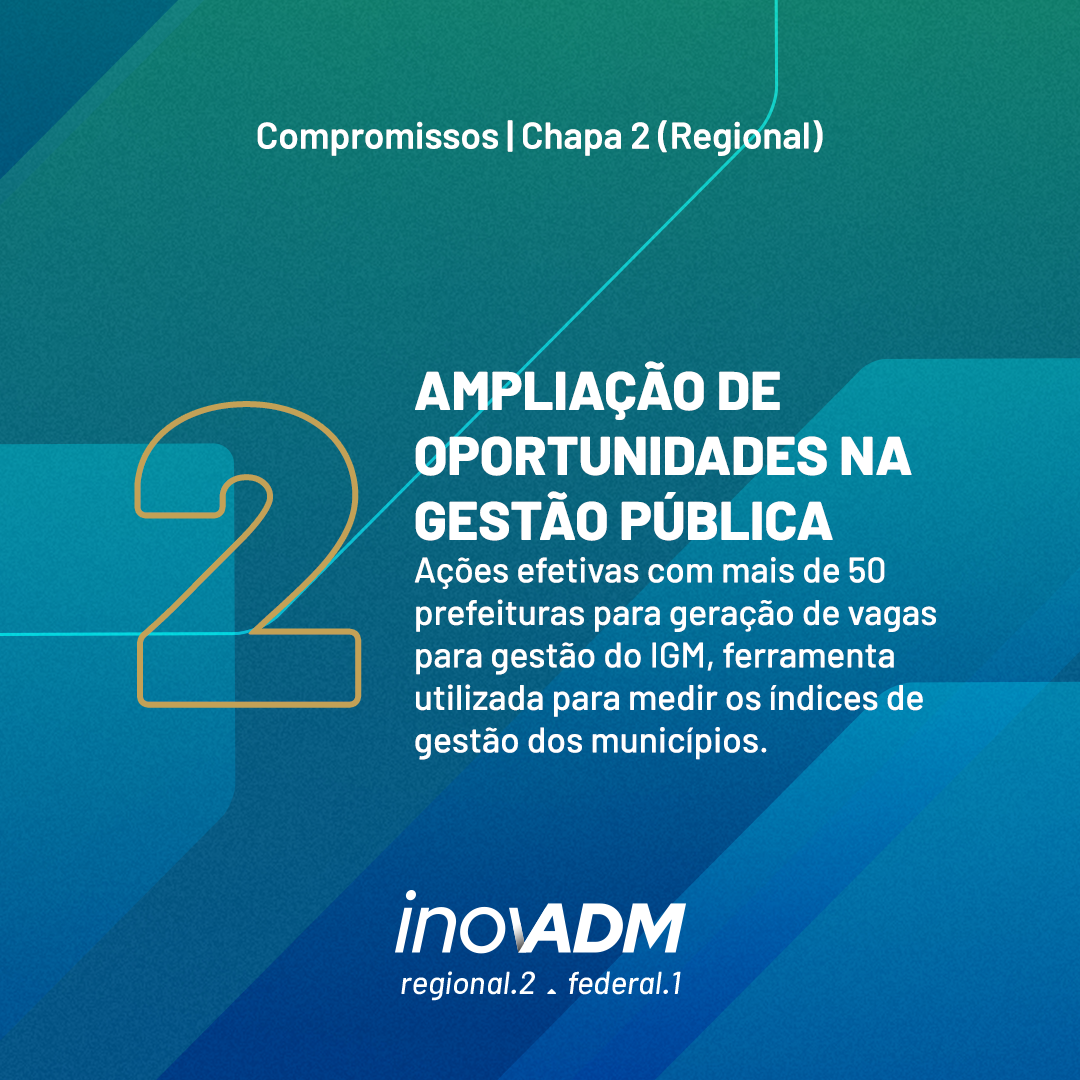 Compromissos | Chapa 2 (Regional)
2
AMPLIAÇÃO DE
OPORTUNIDADES NA
GESTÃO PÚBLICA
Ações efetivas com mais de 50
prefeituras para geração de vagas
para gestão do IGM, ferramenta
utilizada para medir os índices de
gestão dos municípios.
inovADM
regional.2 federal.1